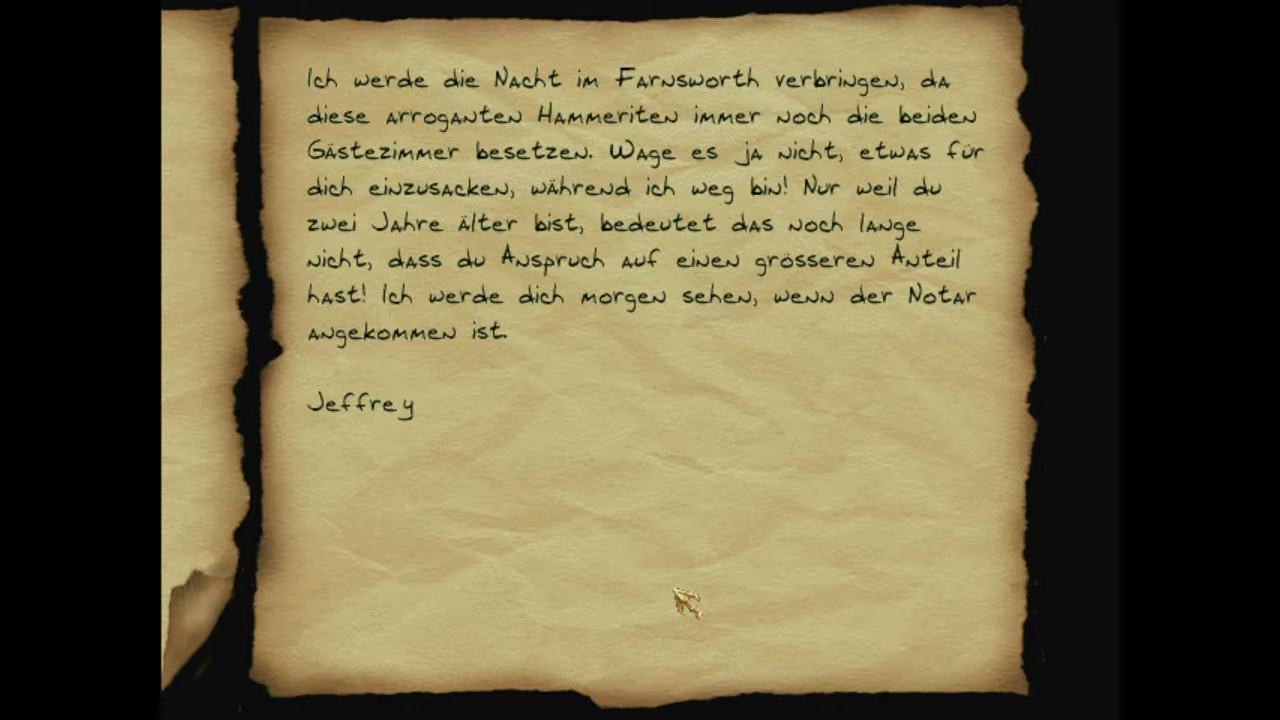 Ich werde die Nacht im Farnsworth verbringen, da
diese arroganten Hammeriten immer noch die beiden
Gästezimmer besetzen. Wage es ja nicht, etwas für
dich einzusacken, während ich weg bin! Nur weil du
zwei Jahre älter bist, bedeutet das noch lange
nicht, dass du Anspruch auf einen grösseren Anteil
hast! Ich werde dich morgen sehen, wenn der Notar
angekommen ist.
Jeffrey